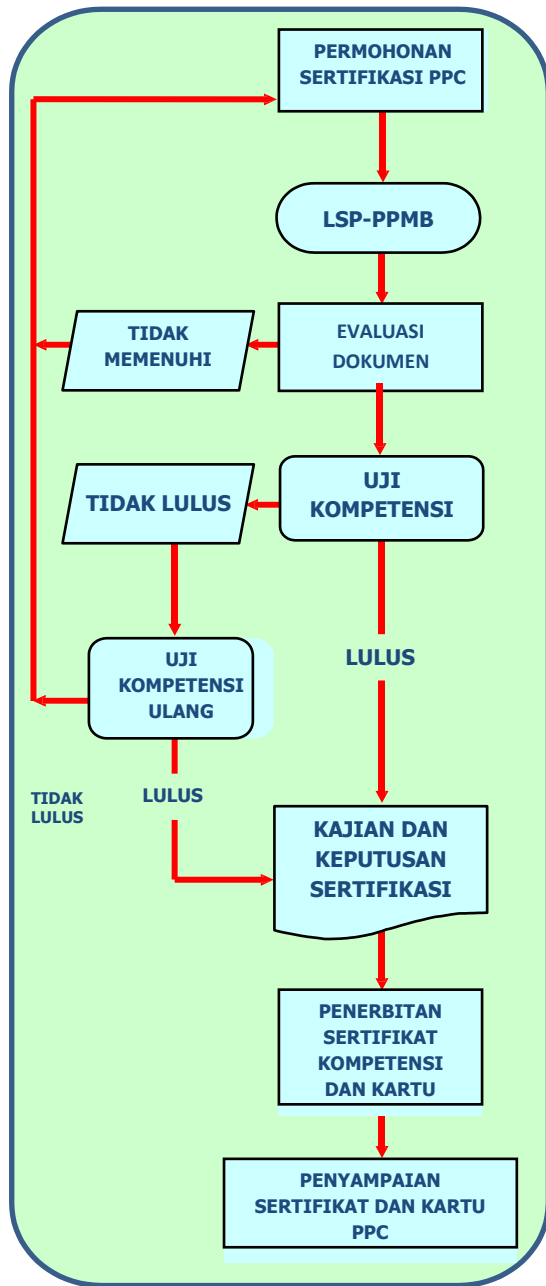 PERMOHONAN
SERTIFIKASI PPC
LSP-PPMB
TIDAK
MEMENUHI
EVALUASI
DOKUMEN
TIDAK LULUS
UJI
KOMPETENSI
UJI
KOMPETENSI
ULANG
LULUS
TIDAK
LULUS
LULUS
KAJIAN DAN
KEPUTUSAN
SERTIFIKASI
PENERBITAN
SERTIFIKAT
KOMPETENSI
DAN KARTU
PENYAMPAIAN
SERTIFIKAT DAN KARTU
PPC